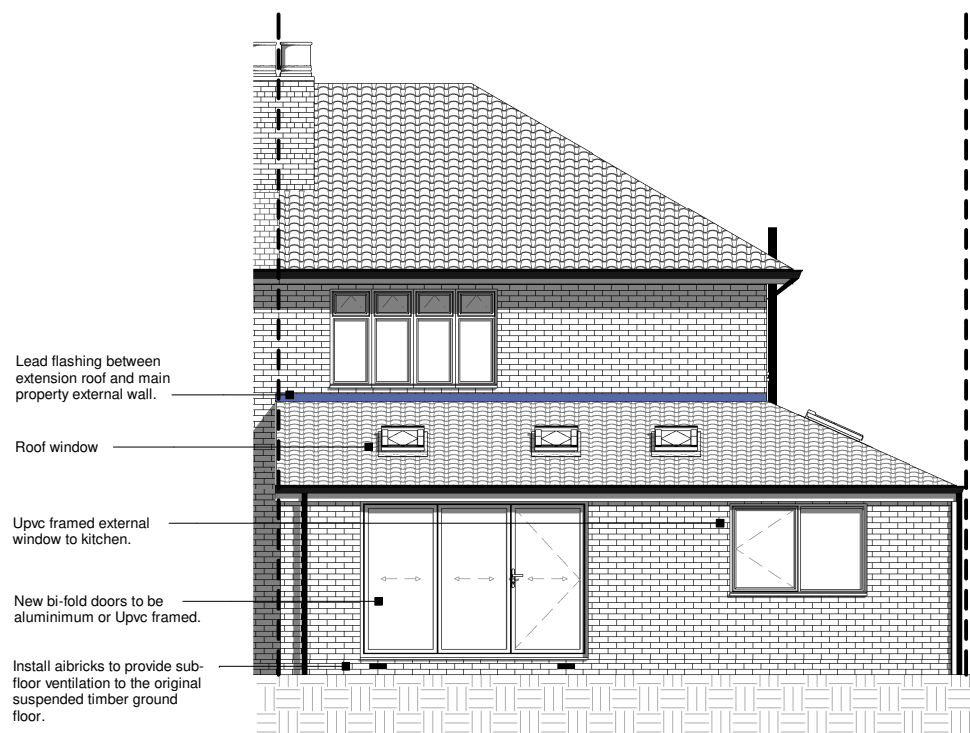 Lead flashing between
extension roof and main
property external wall.
Roof window
Upvc framed external
window to kitchen.
New bi-fold doors to be
aluminimum or Upvc framed.
Install aibricks to provide sub-
floor ventilation to the original
suspended timber ground
floor.